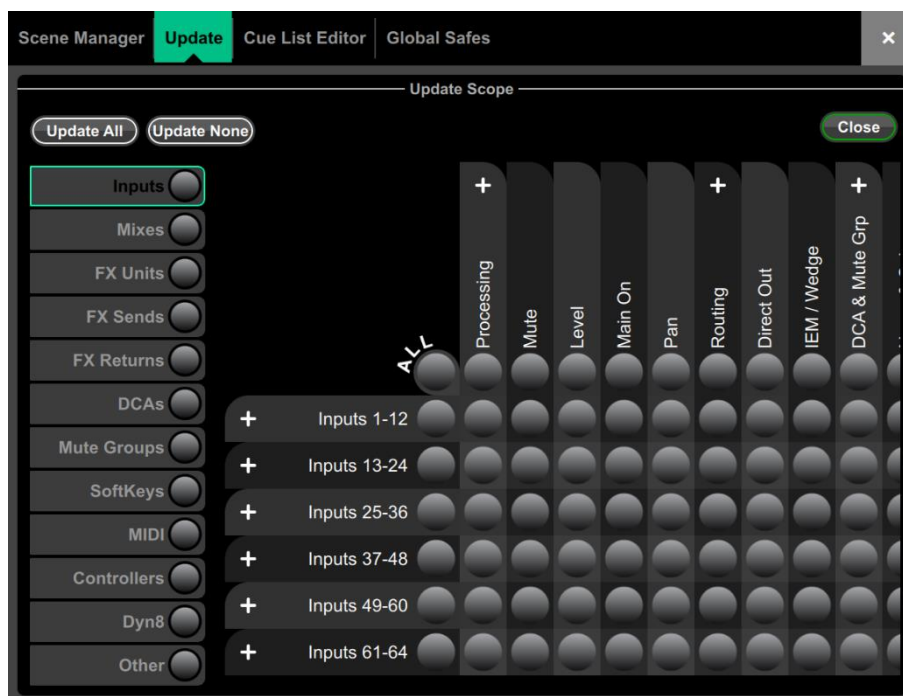 Scene Manager Update Cue List Editor Global Safes ×
Update Scope
Update All Update None Close
Inputs
Mixes
FX Units
FX Sends
FX Returns
DCAs
Mute Groups
SoftKeys
MIDI
Controllers
Dyn8
Other
ALL
+ Processing
Mute
Level
Main On
Pan
+ Routing
Direct Out
IEM / Wedge
+ DCA & Mute Grp
+ Inputs 1-12
+ Inputs 13-24
+ Inputs 25-36
+ Inputs 37-48
+ Inputs 49-60
+ Inputs 61-64